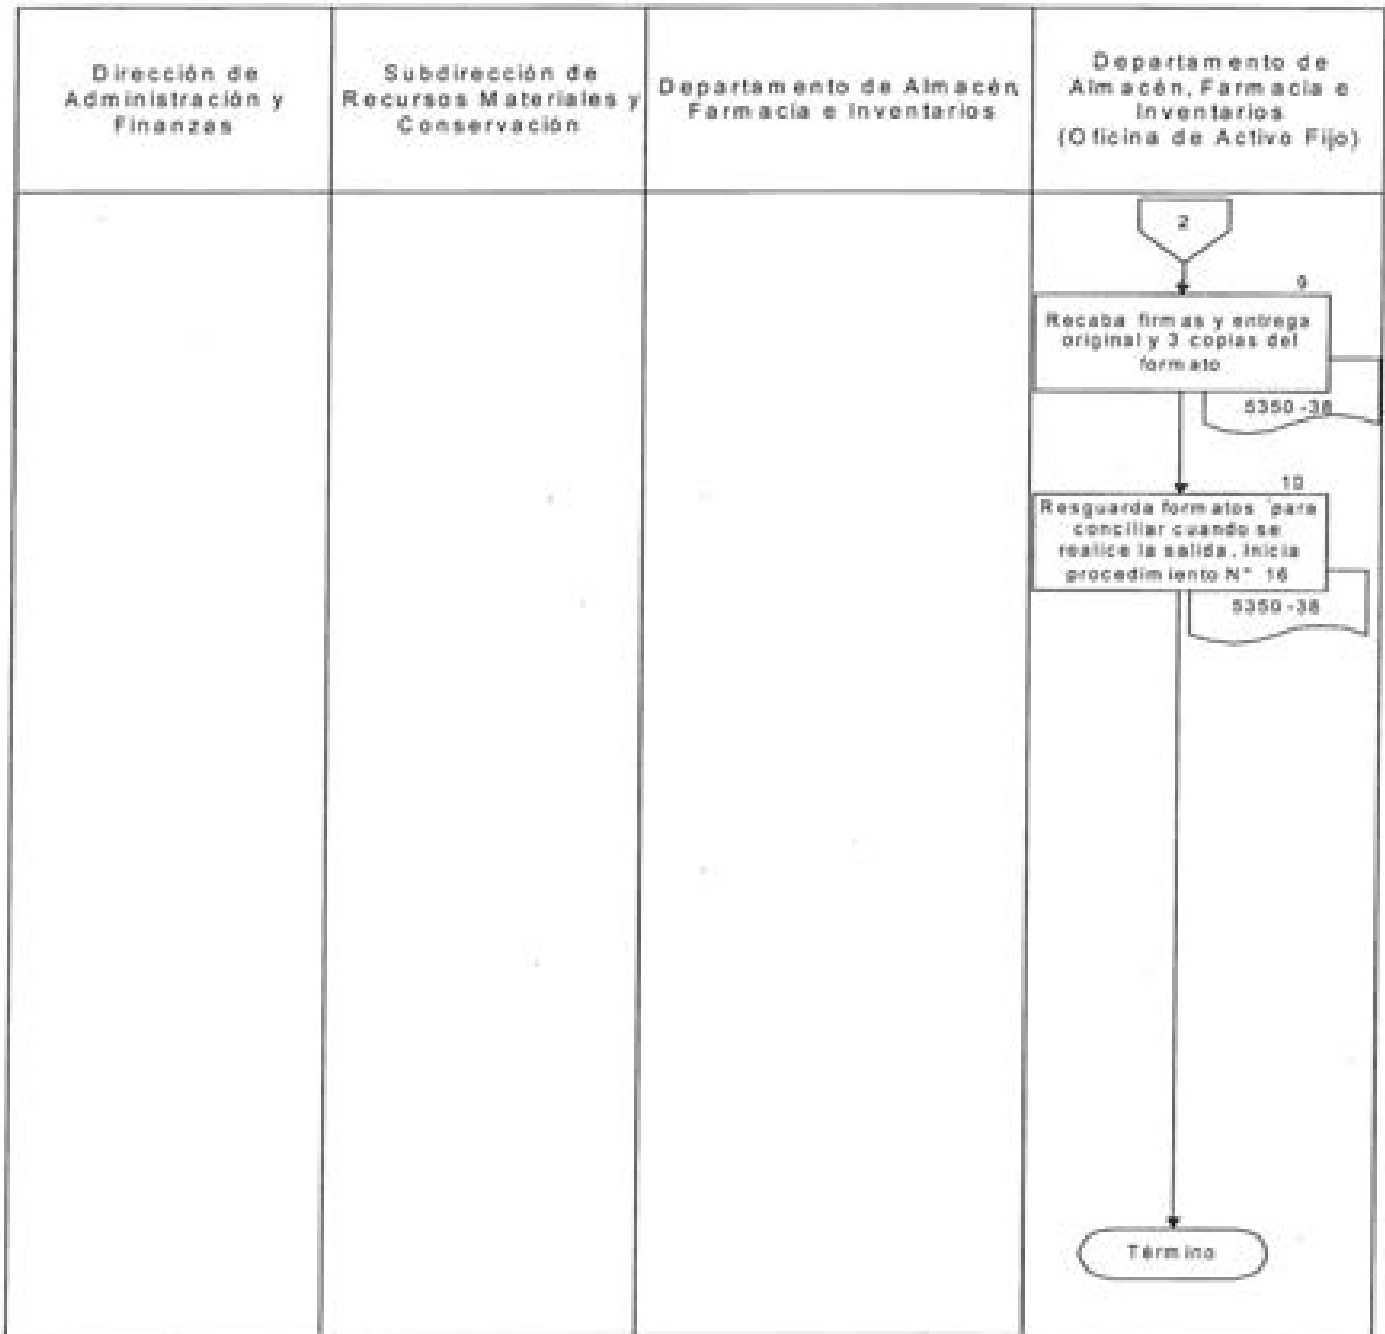 Dirección de
Administración y
Finanzas
Subdirección de
Recursos Materiales y
Conservación
Departamento de Almacén,
Farmacia e Inventarios
Departamento de
Almacén, Farmacia e
Inventarios
(Oficina de Activo Fijo)
2
9
Recaba firmas y entrega
original y 3 copias del
formato
5350-38
10
Resguarda formatos para
conciliar cuando se
realice la salida. Inicia
procedimiento N° 16
5350-38
Término